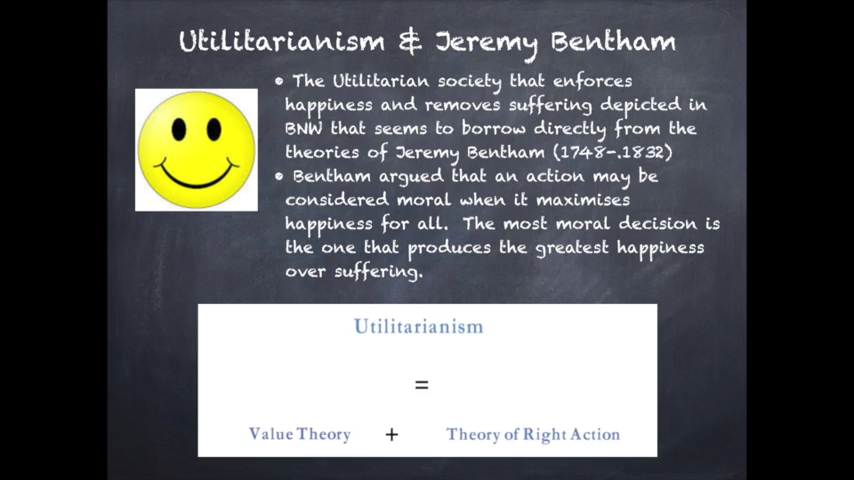 Utilitarianism & Jeremy Bentham
• The Utilitarian society that enforces
happiness and removes suffering depicted in
BNW that seems to borrow directly from the
theories of Jeremy Bentham (1748-.1832)
• Bentham argued that an action may be
considered moral when it maximises
happiness for all. The most moral decision is
the one that produces the greatest happiness
over suffering.
Utilitarianism
=
Value Theory + Theory of Right Action